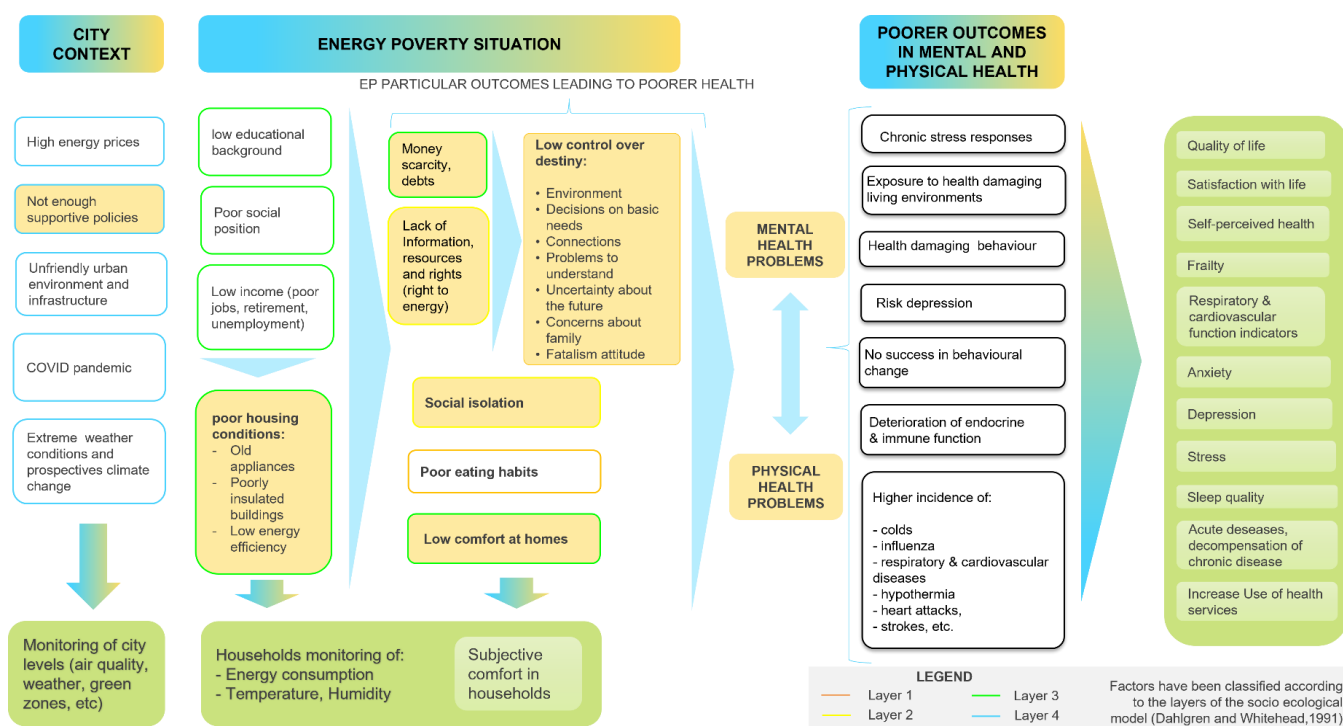 CITY
CONTEXT
High energy prices
Not enough
supportive policies
Unfriendly urban
environment and
infrastructure
COVID pandemic
Extreme weather
conditions and
prospectives climate
change
Monitoring of city
levels (air quality,
weather, green
zones, etc)
ENERGY POVERTY SITUATION
EP PARTICULAR OUTCOMES LEADING TO POORER HEALTH
low educational
background
Poor social
position
Low income (poor
jobs, retirement,
unemployment)
poor housing
conditions:
- Old
appliances
- Poorly
insulated
buildings
- Low energy
efficiency
Money
scarcity,
debts
Lack of
Information,
resources
and rights
(right to
energy)
Low control over
destiny:
• Environment
• Decisions on basic
needs
• Connections
• Problems to
understand
• Uncertainty about
the future
• Concerns about
family
• Fatalism attitude
Social isolation
Poor eating habits
Low comfort at homes
Households monitoring of:
- Energy consumption
- Temperature, Humidity
Subjective
comfort in
households
MENTAL
HEALTH
PROBLEMS
PHYSICAL
HEALTH
PROBLEMS
POORER OUTCOMES
IN MENTAL AND
PHYSICAL HEALTH
Chronic stress responses
Exposure to health damaging
living environments
Health damaging behaviour
Risk depression
No success in behavioural
change
Deterioration of endocrine
& immune function
Higher incidence of:
- colds
- influenza
- respiratory & cardiovascular
diseases
- hypothermia
- heart attacks,
- strokes, etc.
Quality of life
Satisfaction with life
Self-perceived health
Frailty
Respiratory &
cardiovascular
function indicators
Anxiety
Depression
Stress
Sleep quality
Acute deseases,
decompensation of
chronic disease
Increase Use of health
services
LEGEND
Layer 1
Layer 2
Layer 3
Layer 4
Factors have been classified according
to the layers of the socio ecological
model (Dahlgren and Whitehead,1991)